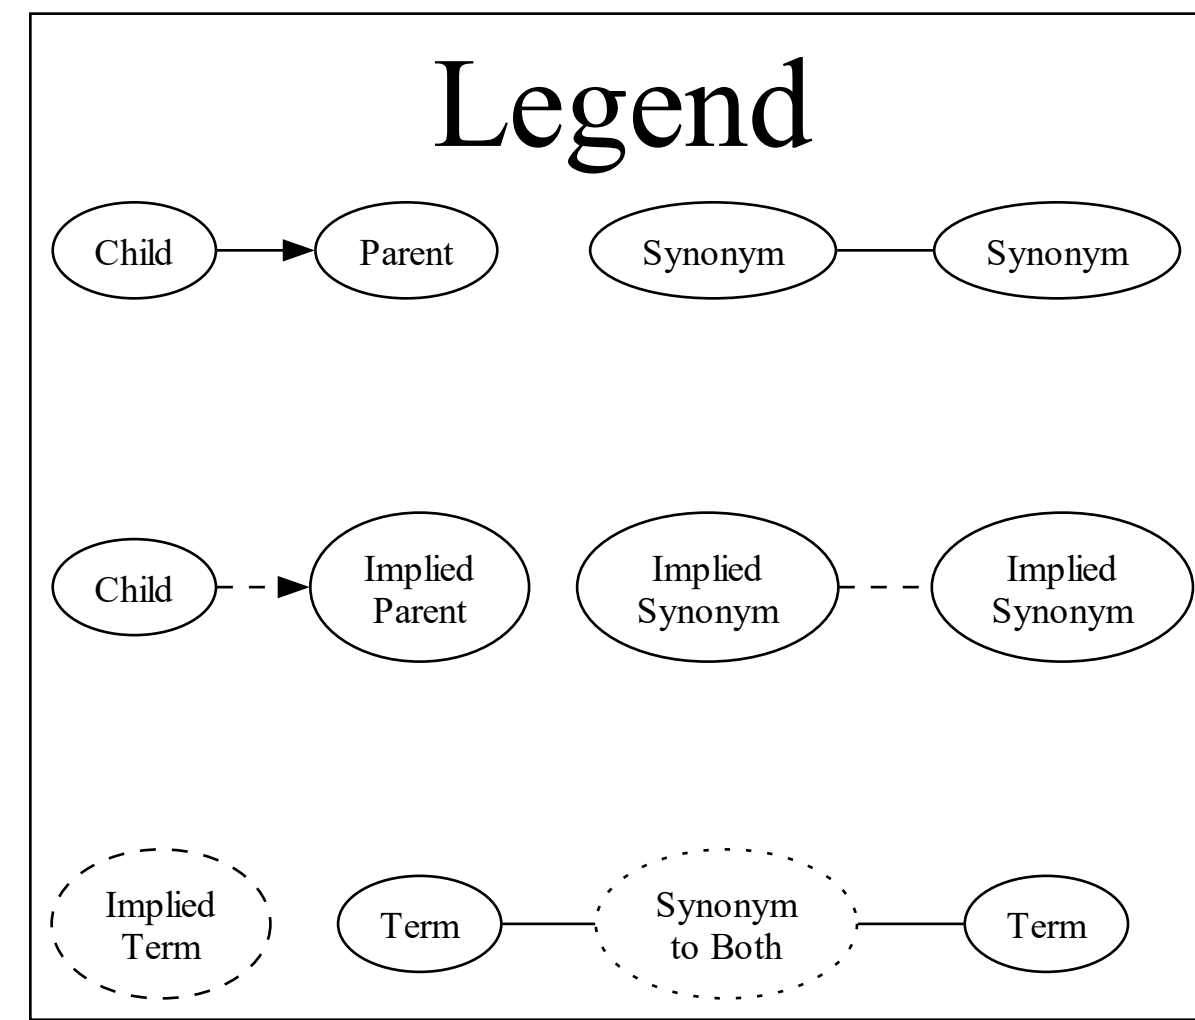 Legend
Child
Parent
Synonym
Synonym
Child
Implied
Parent
Implied
Synonym
Implied
Synonym
Implied
Term
Term
Synonym
to Both
Term